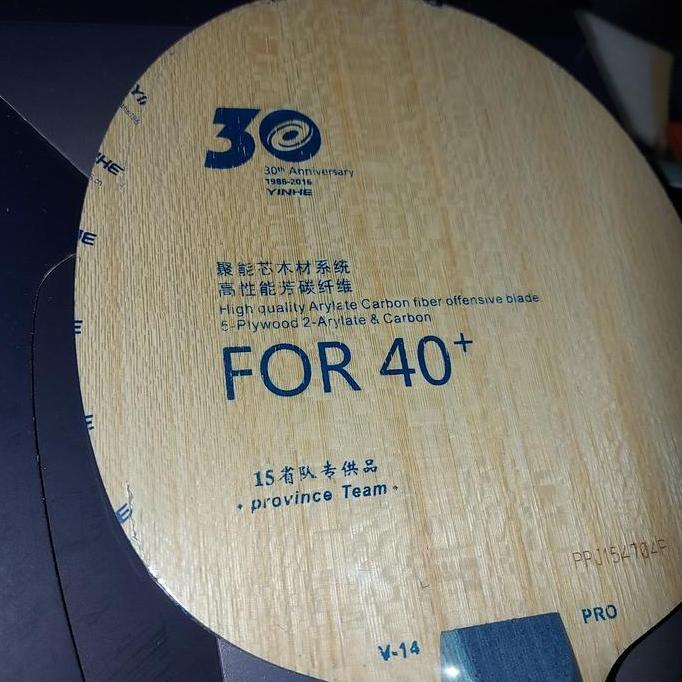 30
30th Anniversary
1986-2016
YINHE
聚能芯木材系统
高性能芳碳纤维
High quality Arylate Carbon fiber offensive blade
5-Plywood 2-Arylate & Carbon
FOR 40+
15省队专供品
• province Team •
V-14
PRO